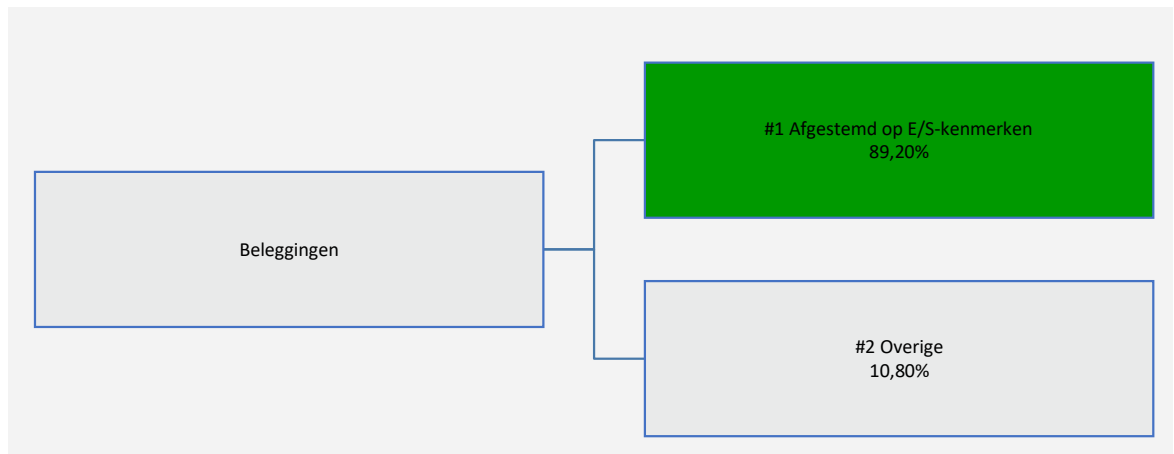 Beleggingen
#1 Afgestemd op E/S-kenmerken
89,20%
#2 Overige
10,80%